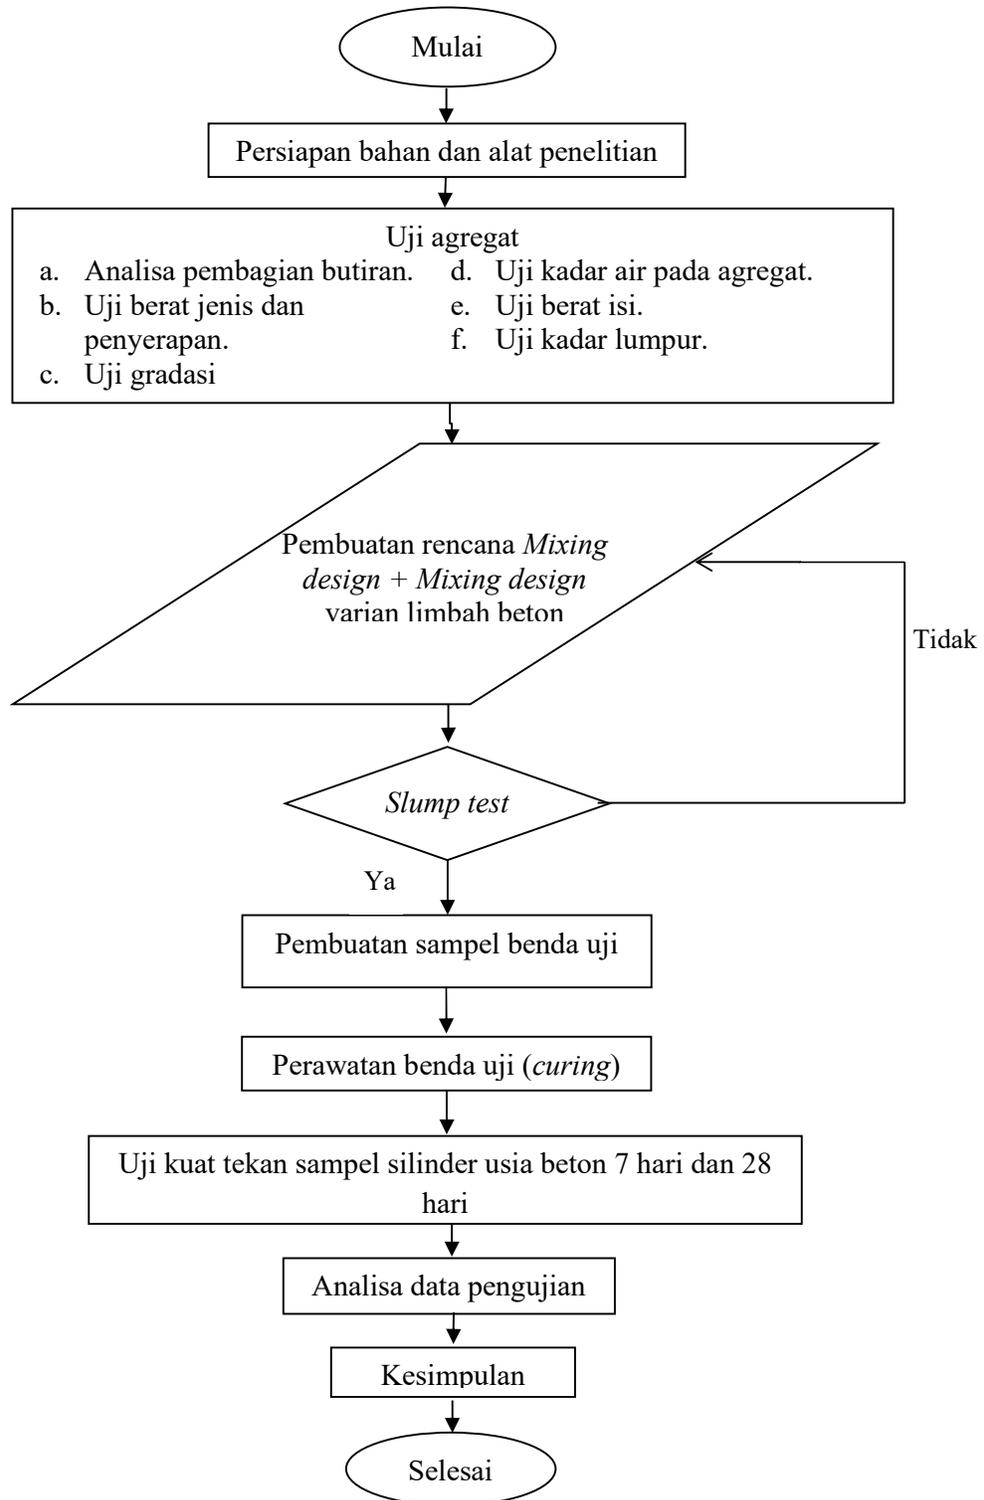 Mulai
Persiapan bahan dan alat penelitian
Uji agregat
a. Analisa pembagian butiran.
b. Uji berat jenis dan
penyerapan.
c. Uji gradasi
d. Uji kadar air pada agregat.
e. Uji berat isi.
f. Uji kadar lumpur.
Pembuatan rencana Mixing
design + Mixing design
varian limbah beton
Tidak
Slump test
Ya
Pembuatan sampel benda uji
Perawatan benda uji (curing)
Uji kuat tekan sampel silinder usia beton 7 hari dan 28
hari
Analisa data pengujian
Kesimpulan
Selesai